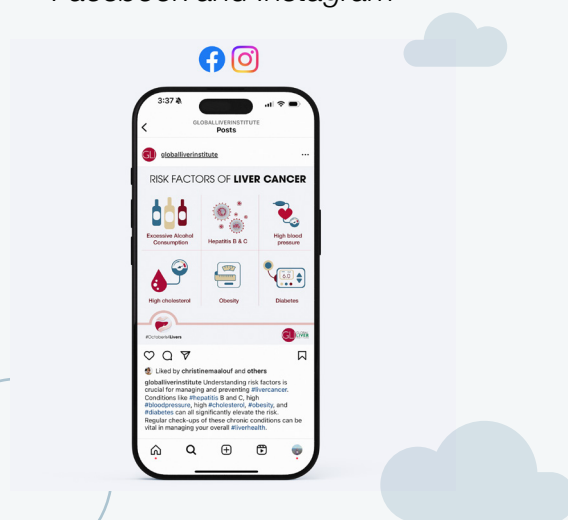 Facebook and Instagram
3:37
GLOBALLIVERINSTITUTE
Posts
GLI
globalliverinstitute
RISK FACTORS OF LIVER CANCER
Excessive Alcohol
Consumption
Hepatitis B & C
High blood
pressure
6.0
High cholesterol
Obesity
Diabetes
#OctoberIsLivers
Liked by christinemaalouf and others
globalliverinstitute Understanding risk factors is
crucial for managing and preventing #livercancer.
Conditions like #hepatitis B and C, high
#bloodpressure, high #cholesterol, #obesity, and
#diabetes can all significantly elevate the risk.
Regular check-ups of these chronic conditions can be
vital in managing your overall #liverhealth.